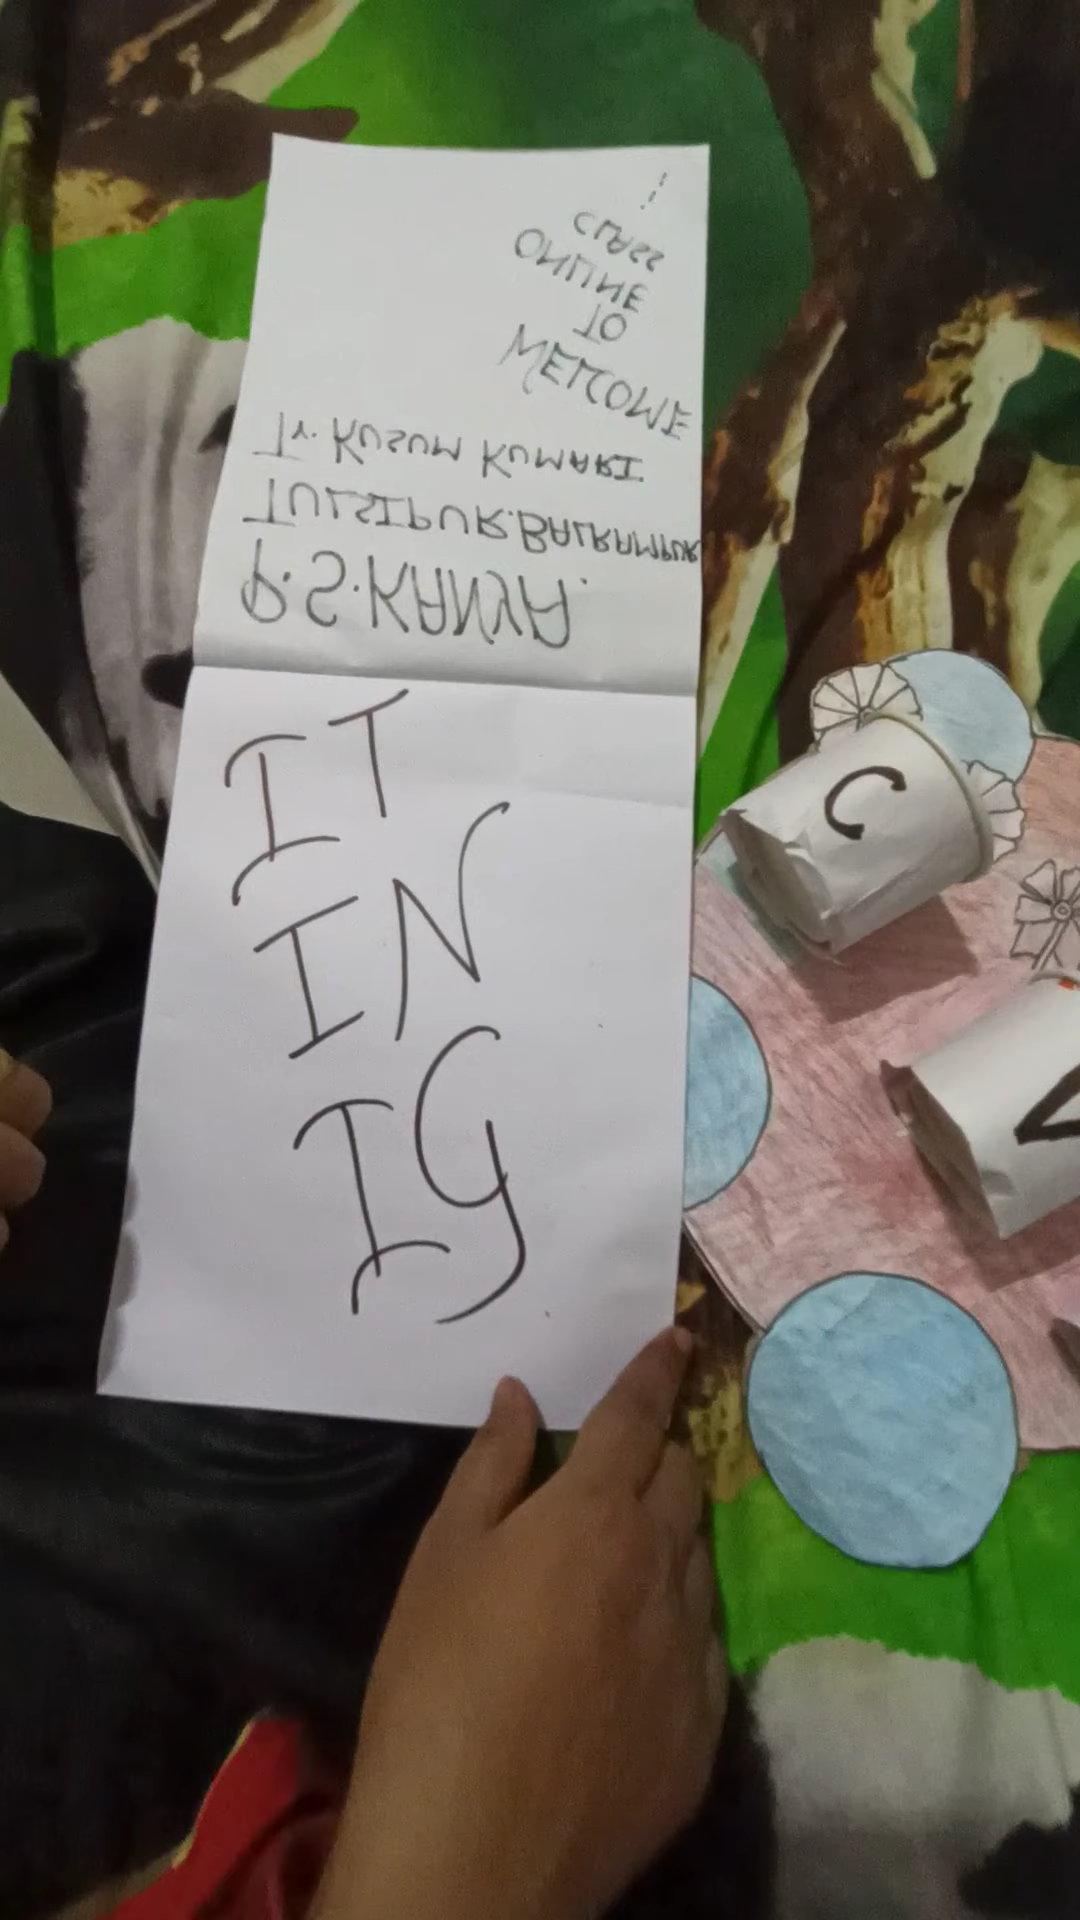 P.S.KANYA.
TULSIPUR.BALRAMPUR
Tr. KUSUM KUMARI.
WELCOME
TO
ONLINE
CLASS
IT
IN
IG
C